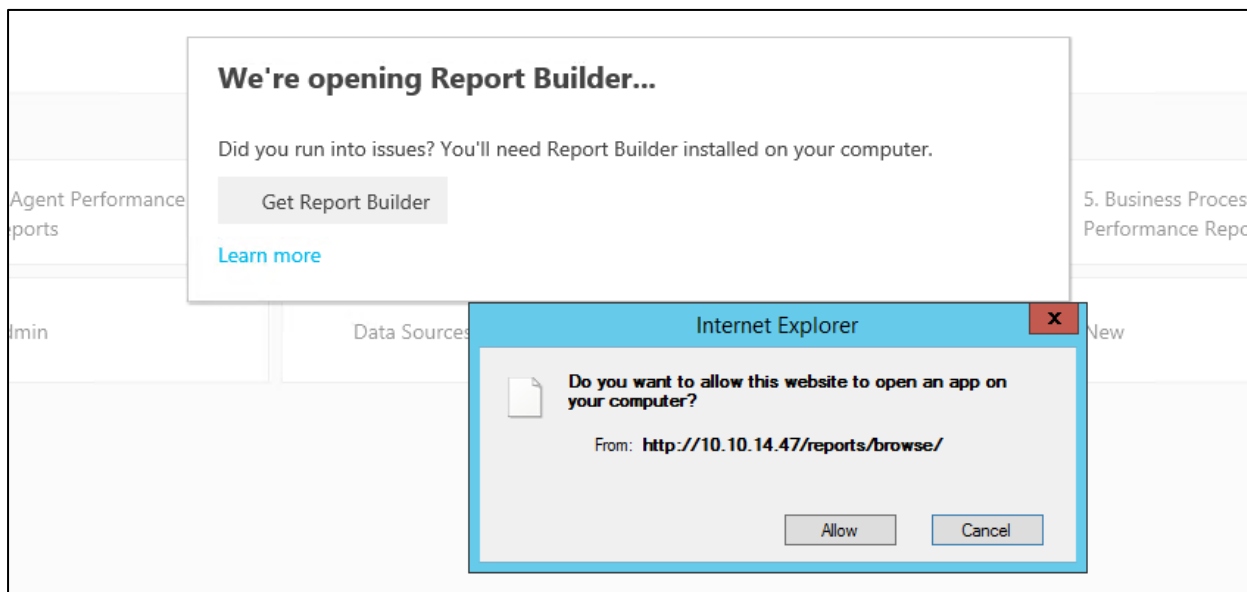 We're opening Report Builder...
Did you run into issues? You'll need Report Builder installed on your computer.
Get Report Builder
Learn more
Agent Performance
5. Business Proces
Performance Repo
Data Sources
New
Internet Explorer
x
Do you want to allow this website to open an app on
your computer?
From: http://10.10.14.47/reports/browse/
Allow
Cancel